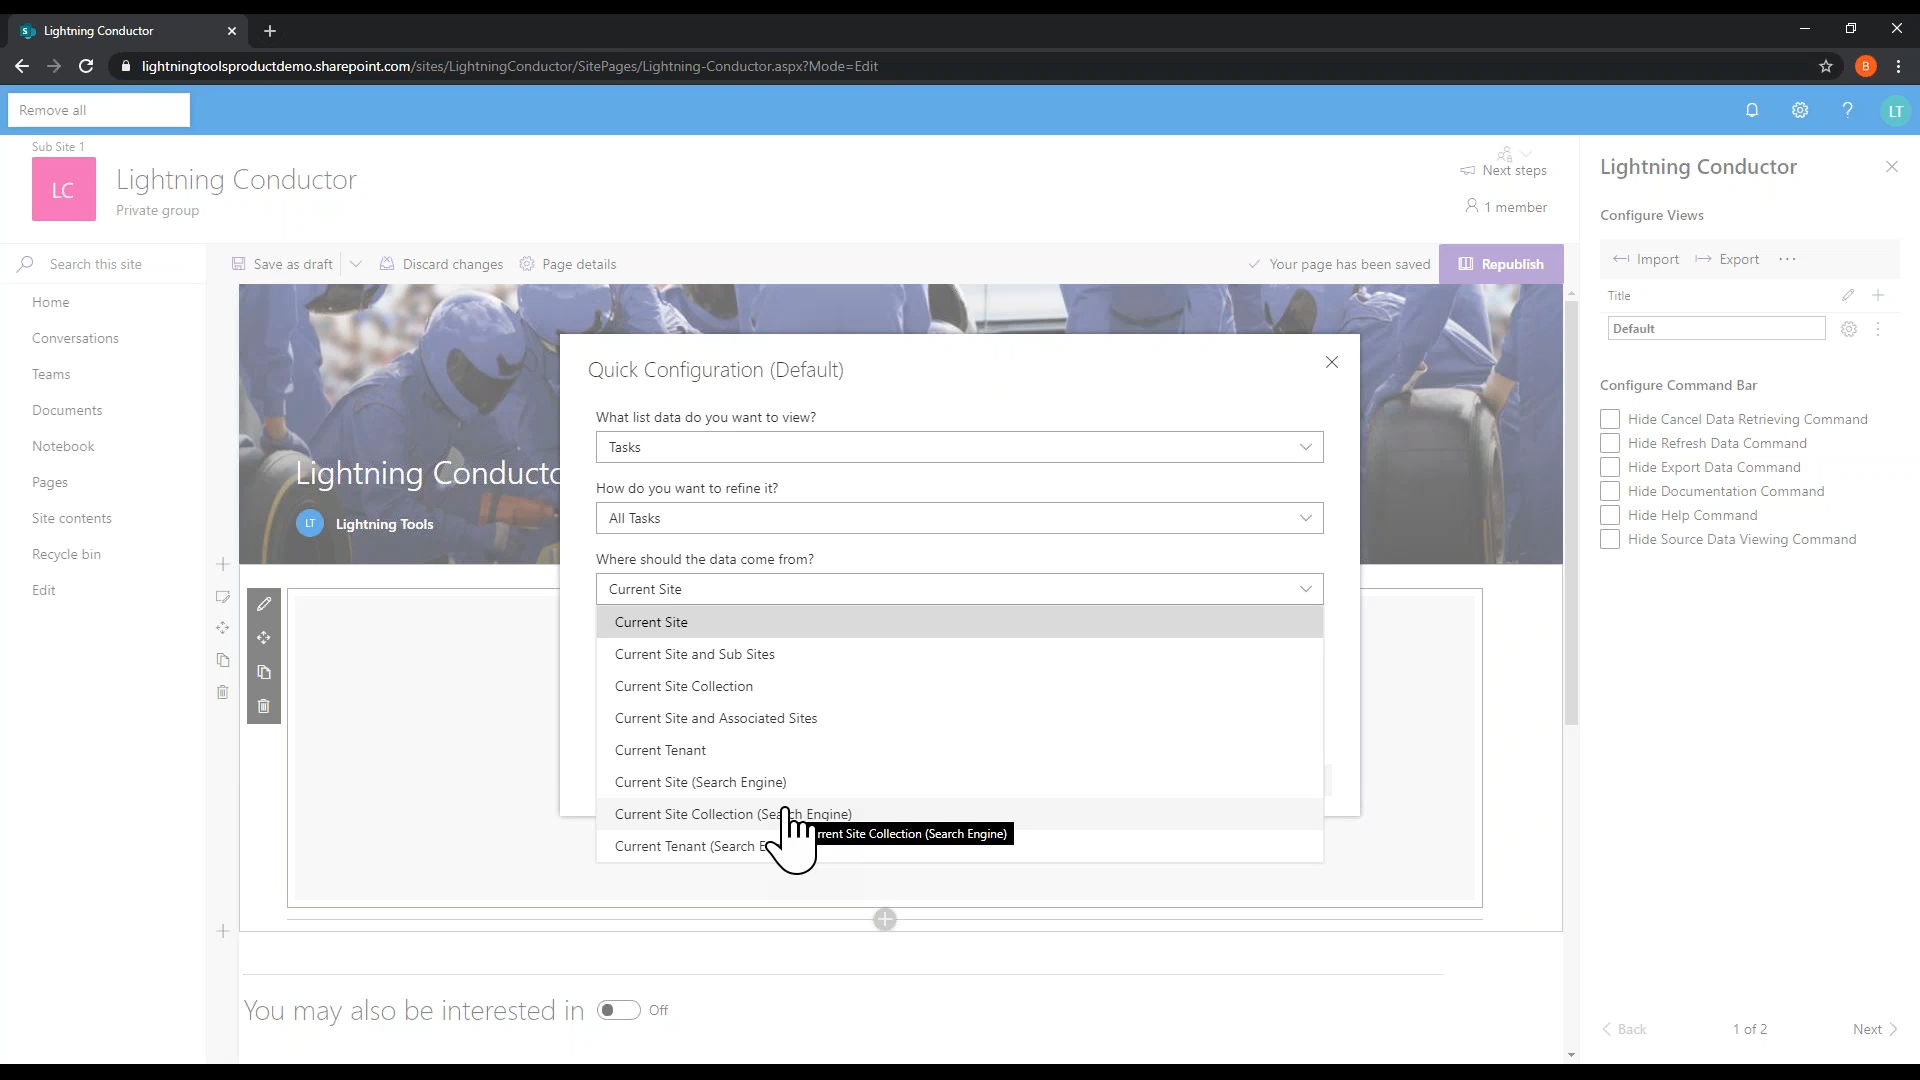 Lightning Conductor
lightningtoolsproductdemo.sharepoint.com/sites/LightningConductor/SitePages/Lightning-Conductor.aspx?Mode=Edit
B
Remove all
LT
Sub Site 1
LC
Lightning Conductor
Private group
Next steps
1 member
Search this site
Save as draft
Discard changes
Page details
Your page has been saved
Republish
Home
Conversations
Teams
Documents
Notebook
Pages
Site contents
Recycle bin
Edit
Lightning Conducto
LT
Lightning Tools
Quick Configuration (Default)
What list data do you want to view?
Tasks
How do you want to refine it?
All Tasks
Where should the data come from?
Current Site
Current Site
Current Site and Sub Sites
Current Site Collection
Current Site and Associated Sites
Current Tenant
Current Site (Search Engine)
Current Site Collection (Search Engine)
rrent Site Collection (Search Engine)
Current Tenant (Search E
You may also be interested in
Off
Lightning Conductor
Configure Views
Import
Export
Title
Default
Configure Command Bar
Hide Cancel Data Retrieving Command
Hide Refresh Data Command
Hide Export Data Command
Hide Documentation Command
Hide Help Command
Hide Source Data Viewing Command
Back
1 of 2
Next